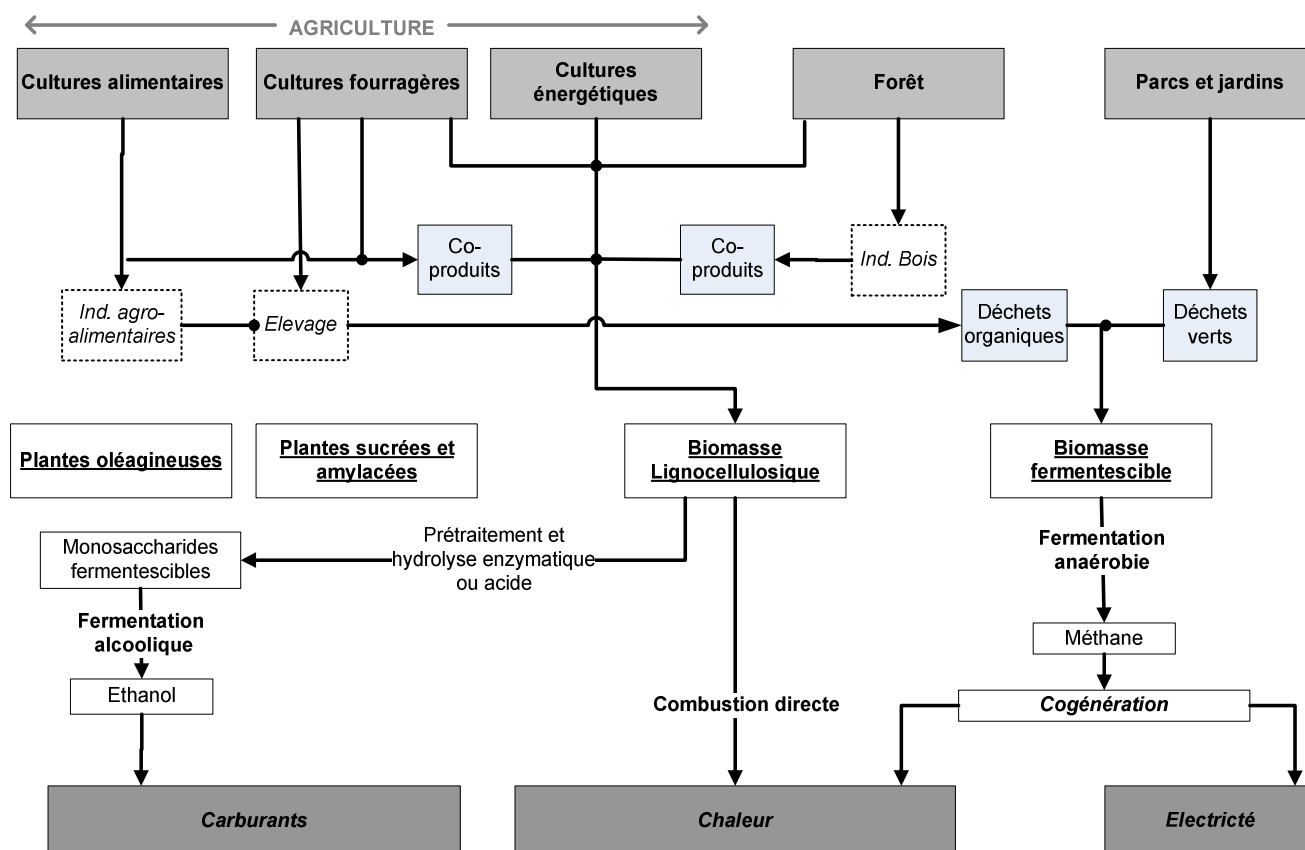 AGRICULTURE
Cultures alimentaires
Cultures fourragères
Cultures
énergétiques
Forêt
Parcs et jardins
Co-
produits
Co-
produits
Ind. Bois
Ind. agro-
alimentaires
Elevage
Déchets
organiques
Déchets
verts
Plantes oléagineuses
Plantes sucrées et
amylacées
Biomasse
Lignocellulosique
Biomasse
fermentescible
Monosaccharides
fermentescibles
Prétraitement et
hydrolyse enzymatique
ou acide
Fermentation
anaérobie
Fermentation
alcoolique
Méthane
Ethanol
Combustion directe
Cogénération
Carburants
Chaleur
Electricté